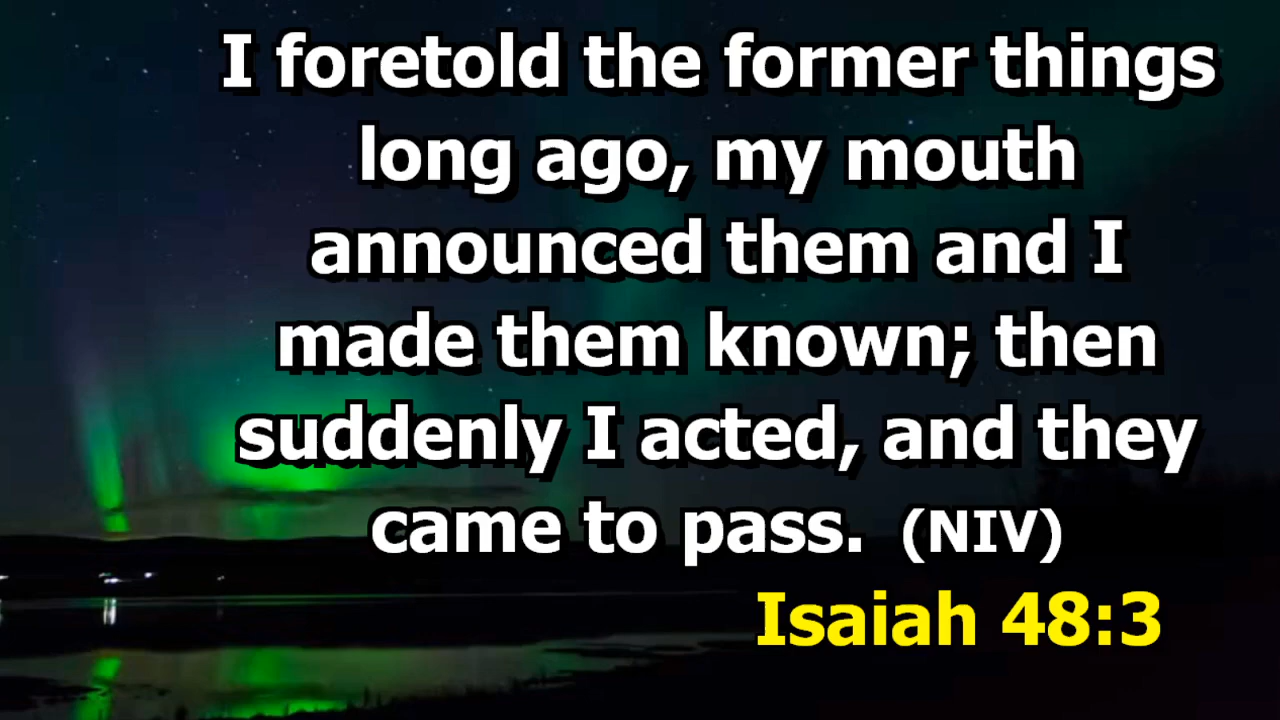 I foretold the former things
long ago, my mouth
announced them and I
made them known; then
suddenly I acted, and they
came to pass. (NIV)
Isaiah 48:3